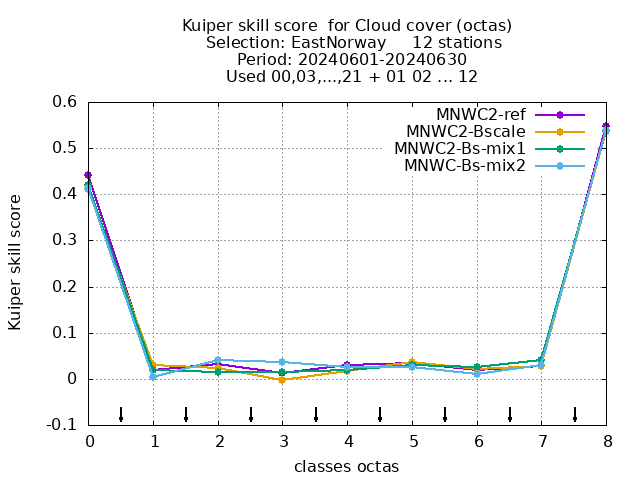 Kuiper skill score  for Cloud cover (octas)
Selection: EastNorway     12 stations
Period: 20240601-20240630
Used 00,03,...,21 + 01 02 ... 12
MNWC2-ref
MNWC2-Bscale
MNWC2-Bs-mix1
MNWC-Bs-mix2
Kuiper skill score
0.6
0.5
0.4
0.3
0.2
0.1
0
-0.1
0 1 2 3 4 5 6 7 8
classes octas